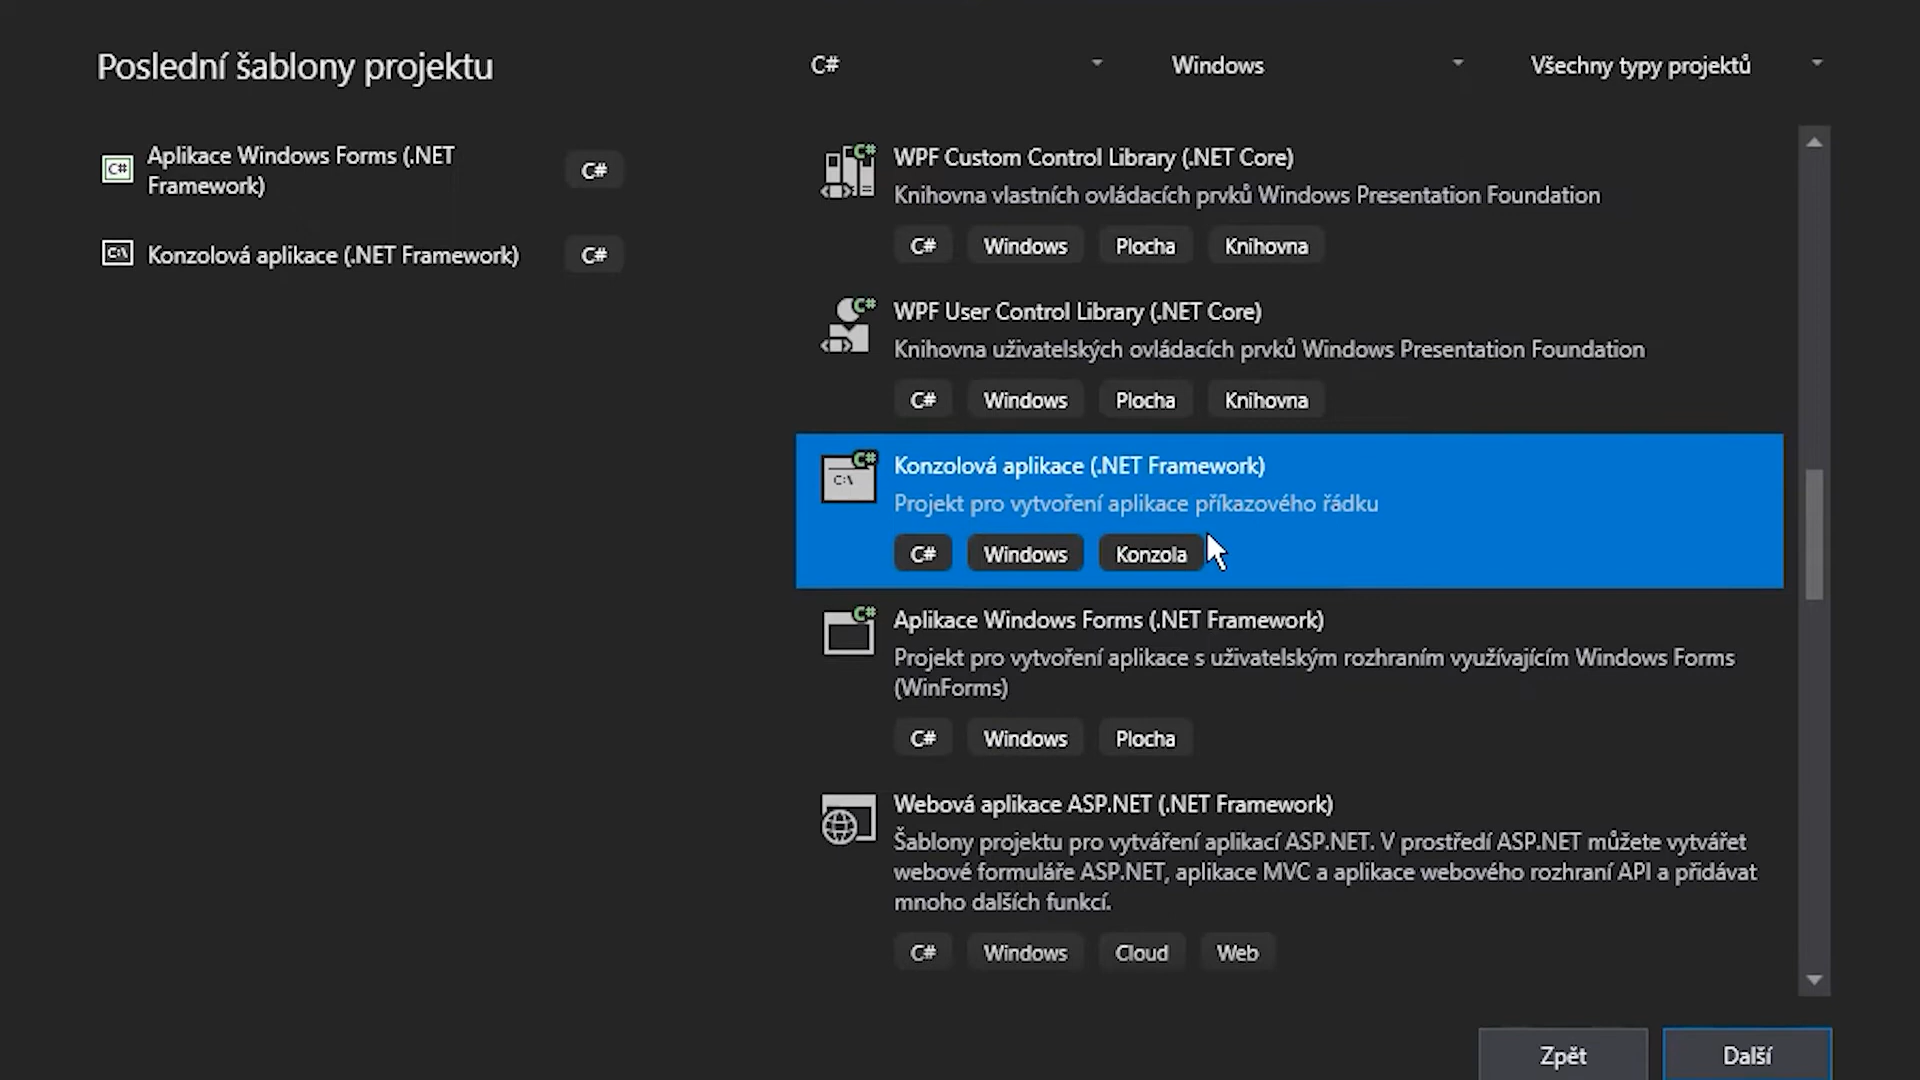 Poslední šablony projektu
C#
Windows
Všechny typy projektů
C#
Aplikace Windows Forms (.NET
Framework)
C#
C:\
Konzolová aplikace (.NET Framework)
C#
C#
WPF Custom Control Library (.NET Core)
Knihovna vlastních ovládacích prvků Windows Presentation Foundation
C# Windows Plocha Knihovna
C#
WPF User Control Library (.NET Core)
Knihovna uživatelských ovládacích prvků Windows Presentation Foundation
C# Windows Plocha Knihovna
C#
C:\
Konzolová aplikace (.NET Framework)
Projekt pro vytvoření aplikace příkazového řádku
C# Windows Konzola
C#
Aplikace Windows Forms (.NET Framework)
Projekt pro vytvoření aplikace s uživatelským rozhraním využívajícím Windows Forms
(WinForms)
C# Windows Plocha
Webová aplikace ASP.NET (.NET Framework)
Šablony projektu pro vytváření aplikací ASP.NET. V prostředí ASP.NET můžete vytvářet
webové formuláře ASP.NET, aplikace MVC a aplikace webového rozhraní API a přidávat
mnoho dalších funkcí.
C# Windows Cloud Web
Zpět
Další